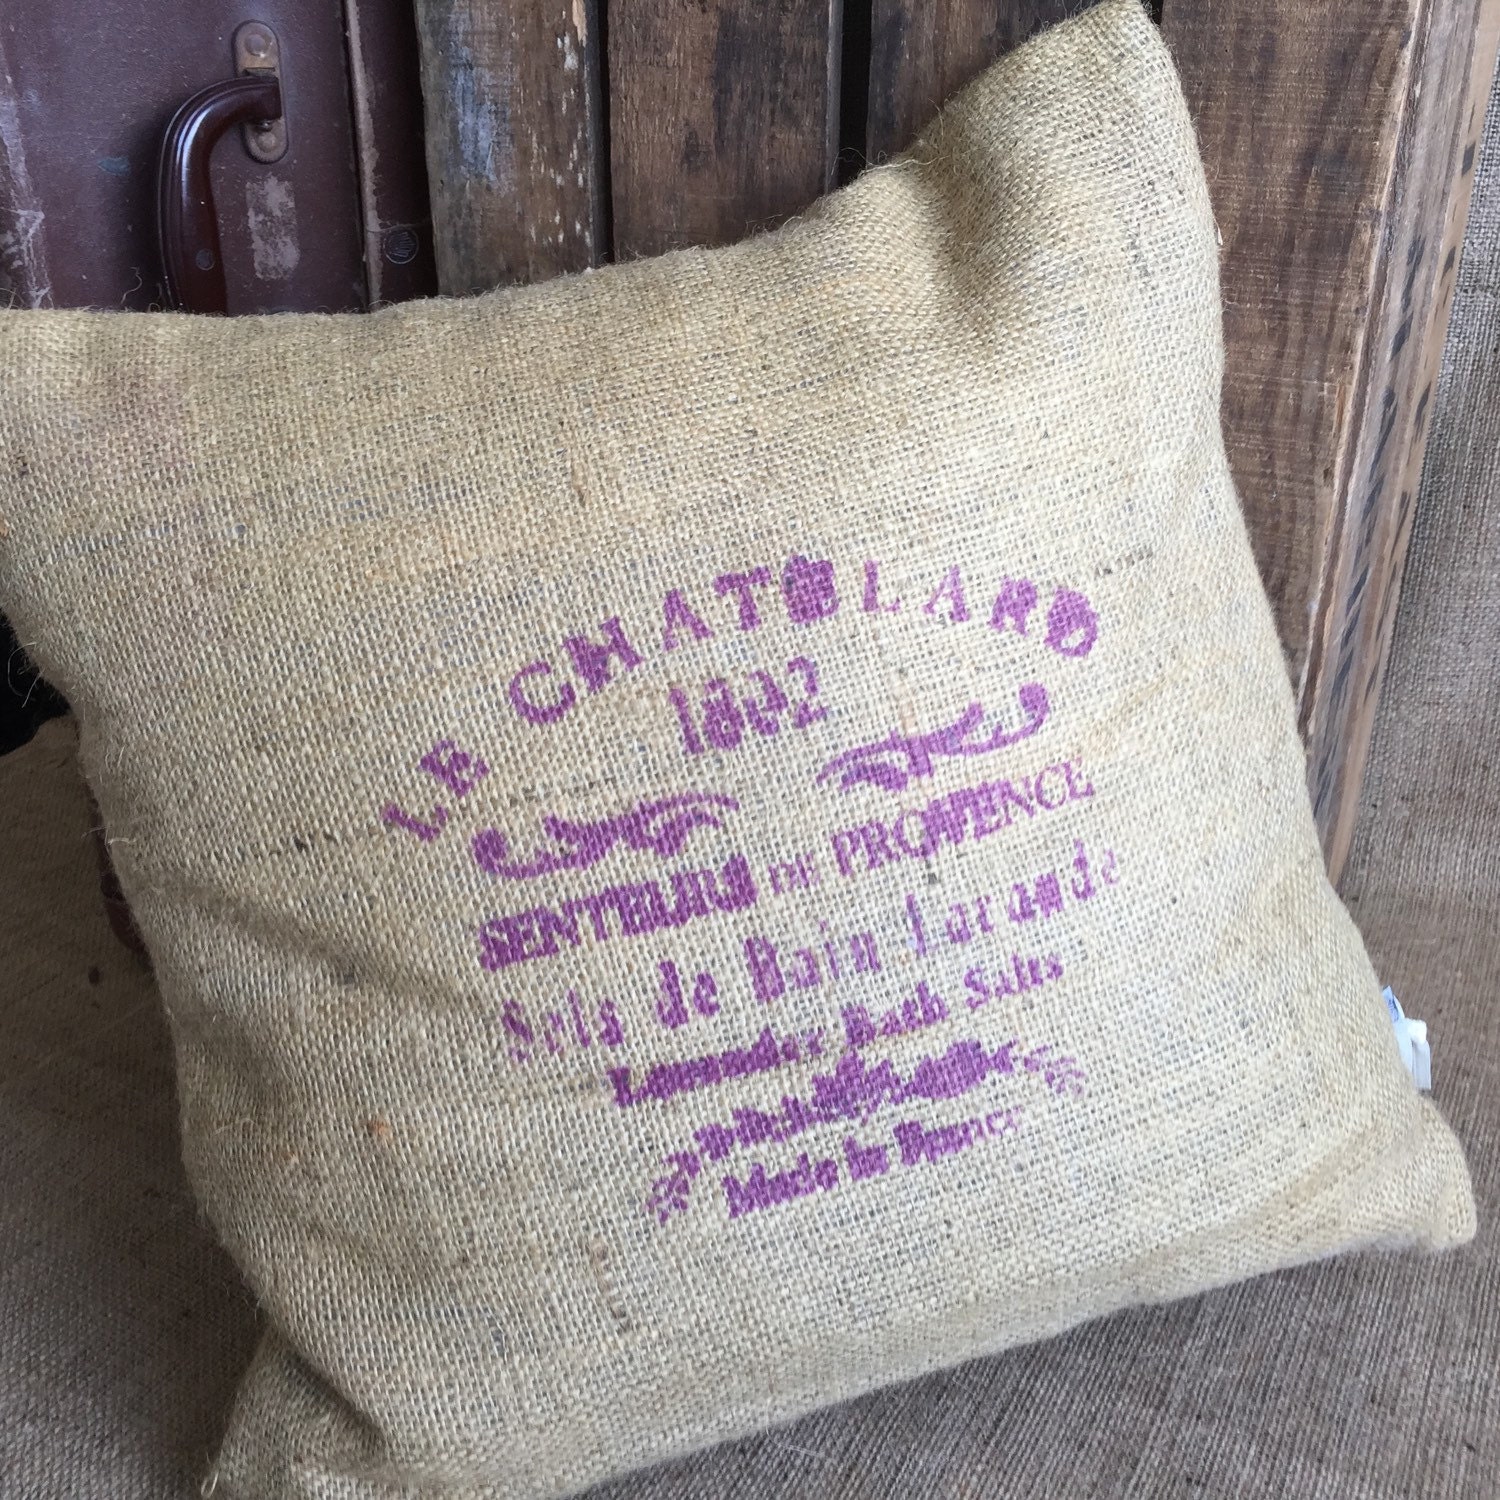 LE CHATELARD
1802
SENTEURS DE PROVENCE
Sels de Bain Lavande
Lavender Bath Salts
Made in France